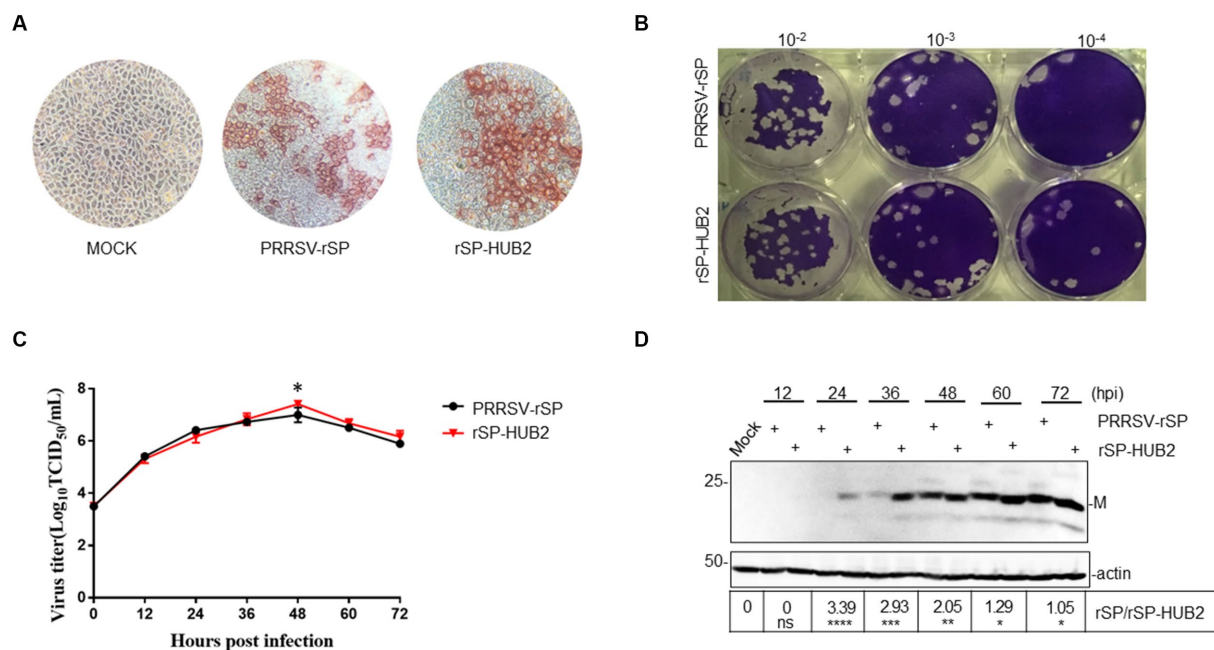 A
MOCK
PRRSV-rSP
rSP-HUB2
B
10-2
10-3
10-4
PRRSV-rSP
rSP-HUB2
C
Virus titer(Log10TCID50/mL)
8
6
4
2
0
0
12
24
36
48
60
72
Hours post infection
*
PRRSV-rSP
rSP-HUB2
D
12 24 36 48 60 72 (hpi)
Mock + + + + + + PRRSV-rSP
+ + + + + + rSP-HUB2
25-
-M
50-
-actin
0 0 3.39 2.93 2.05 1.29 1.05 rSP/rSP-HUB2
ns **** *** ** * *